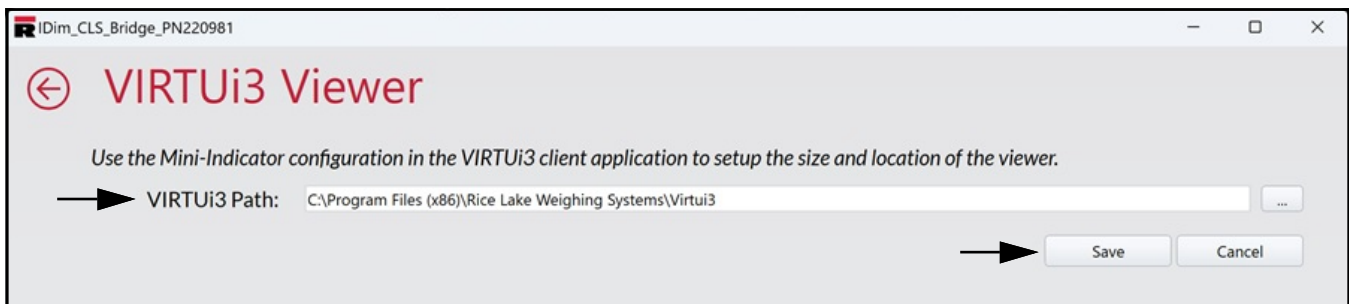 IDim_CLS_Bridge_PN220981
VIRTUi3 Viewer
Use the Mini-Indicator configuration in the VIRTUi3 client application to setup the size and location of the viewer.
VIRTUi3 Path: C:\Program Files (x86)\Rice Lake Weighing Systems\Virtui3 ...
Save Cancel